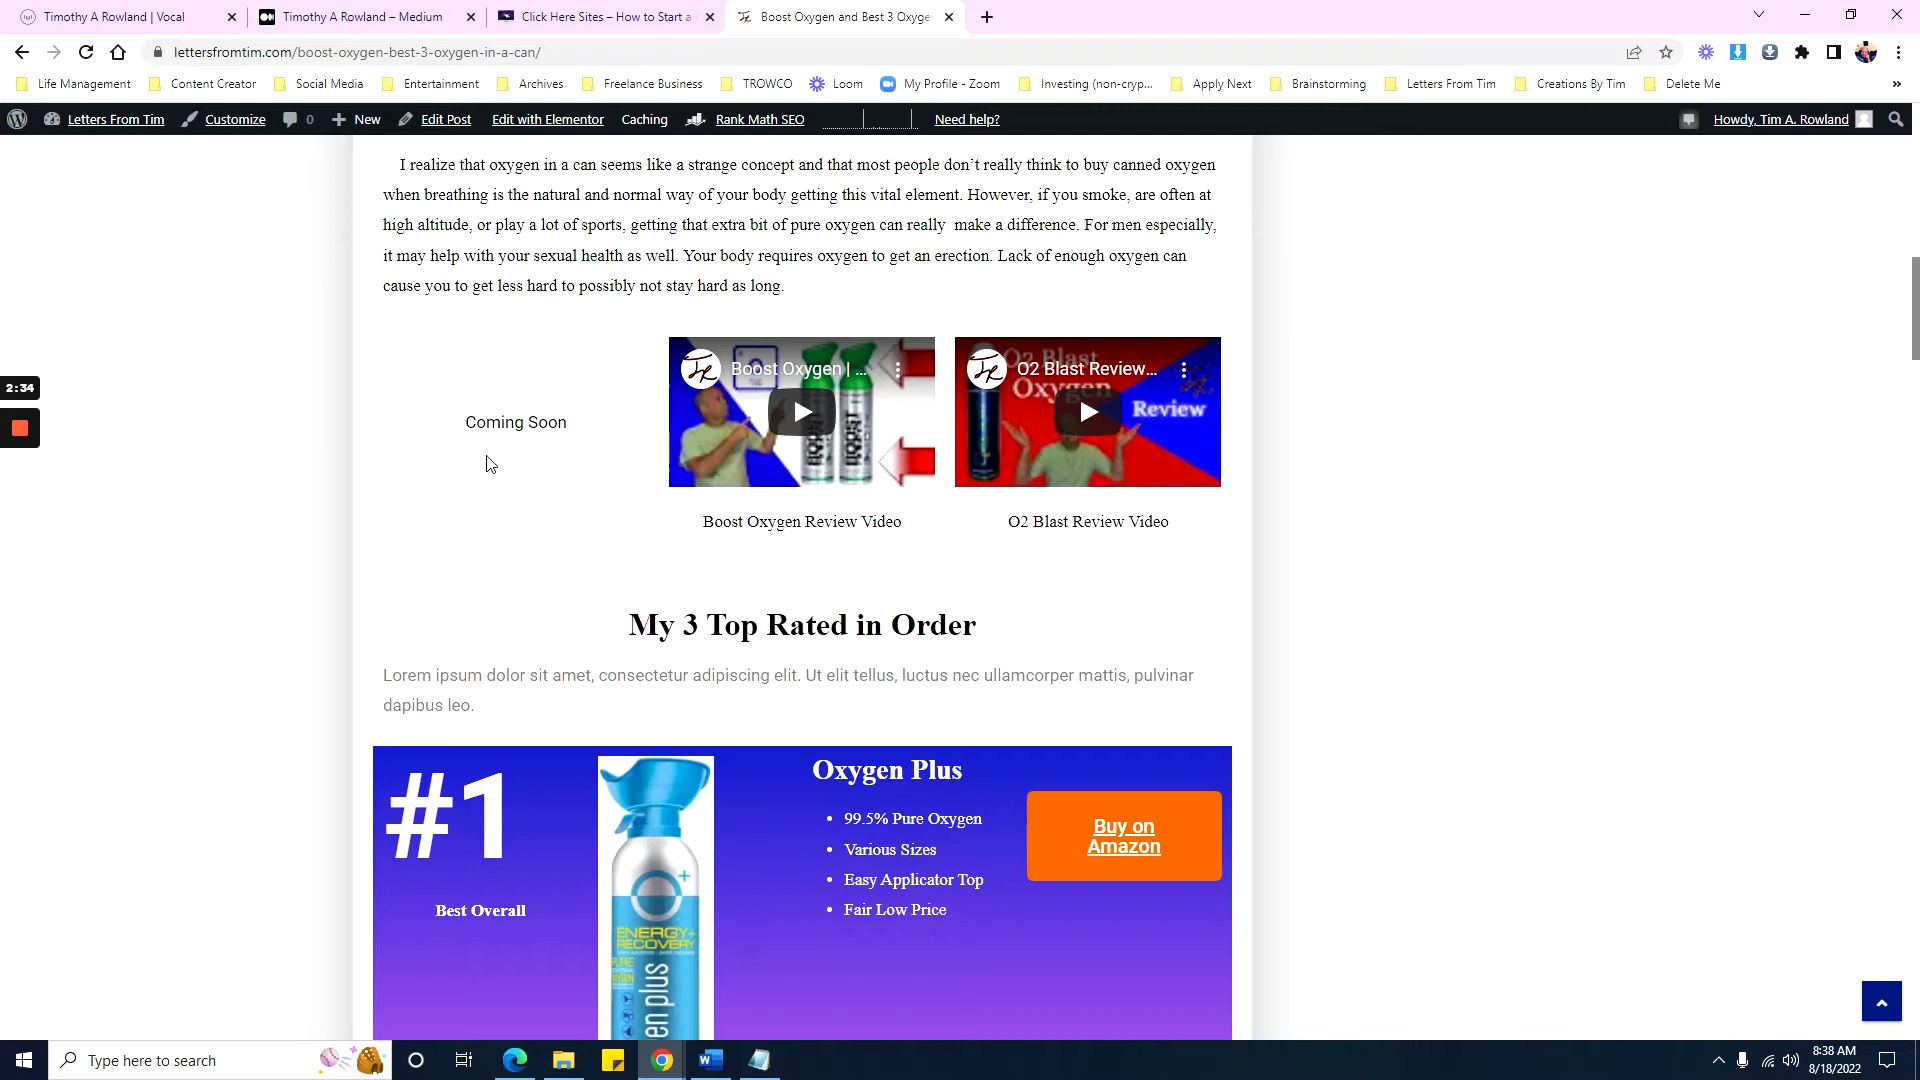 Timothy A Rowland | Vocal
Timothy A Rowland – Medium
Click Here Sites – How to Start a
Boost Oxygen and Best 3 Oxyge
lettersfromtim.com/boost-oxygen-best-3-oxygen-in-a-can/
Life Management
Content Creator
Social Media
Entertainment
Archives
Freelance Business
TROWCO
Loom
My Profile - Zoom
Investing (non-cryp...
Apply Next
Brainstorming
Letters From Tim
Creations By Tim
Delete Me
»
Letters From Tim
Customize
0
New
Edit Post
Edit with Elementor
Caching
Rank Math SEO
Need help?
Howdy, Tim A. Rowland
I realize that oxygen in a can seems like a strange concept and that most people don’t really think to buy canned oxygen
when breathing is the natural and normal way of your body getting this vital element. However, if you smoke, are often at
high altitude, or play a lot of sports, getting that extra bit of pure oxygen can really make a difference. For men especially,
it may help with your sexual health as well. Your body requires oxygen to get an erection. Lack of enough oxygen can
cause you to get less hard to possibly not stay hard as long.
2:34
Coming Soon
Boost Oxygen | ...
BOOST
BOOST
Boost Oxygen Review Video
O2 Blast Review...
O2 Blast
Oxygen
Review
O2 Blast Review Video
My 3 Top Rated in Order
Lorem ipsum dolor sit amet, consectetur adipiscing elit. Ut elit tellus, luctus nec ullamcorper mattis, pulvinar
dapibus leo.
#1
Best Overall
ENERGY+
RECOVERY
PURE
en plus
Oxygen Plus
• 99.5% Pure Oxygen
• Various Sizes
• Easy Applicator Top
• Fair Low Price
Buy on
Amazon
Type here to search
8:38 AM
8/18/2022